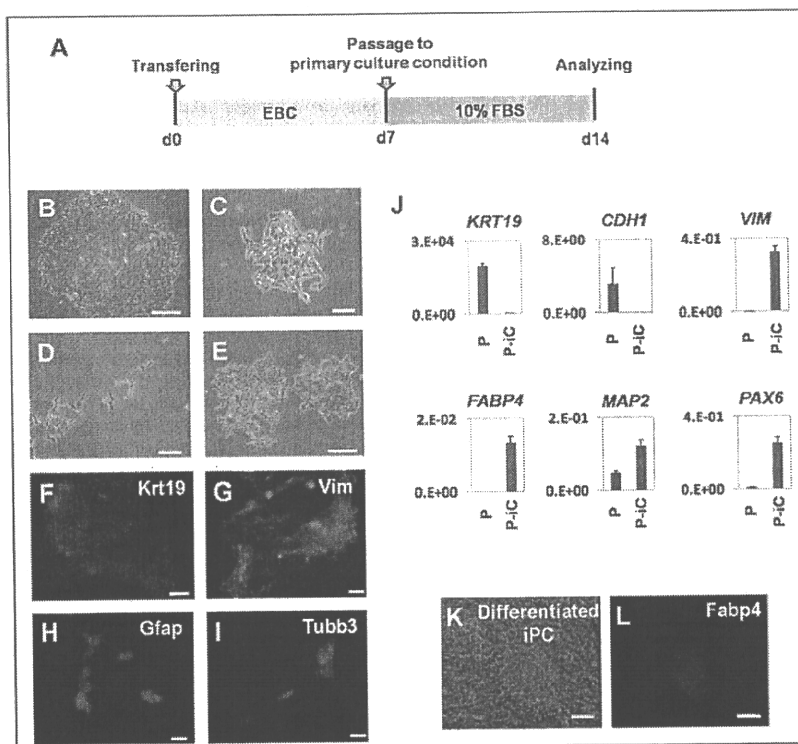 A
Transfering
Passage to
primary culture condition
Analyzing
EBC
10% FBS
d0
d7
d14
B
C
D
E
F
Krt19
G
Vim
H
Gfap
I
Tubb3
J
KRT19
3.E+04
0.E+00
P
P-iC
CDH1
8.E+00
0.E+00
P
P-iC
VIM
4.E-01
0.E+00
P
P-iC
FABP4
2.E-02
0.E+00
P
P-iC
MAP2
2.E-01
0.E+00
P
P-iC
PAX6
4.E-01
0.E+00
P
P-iC
K
Differentiated
iPC
L
Fabp4